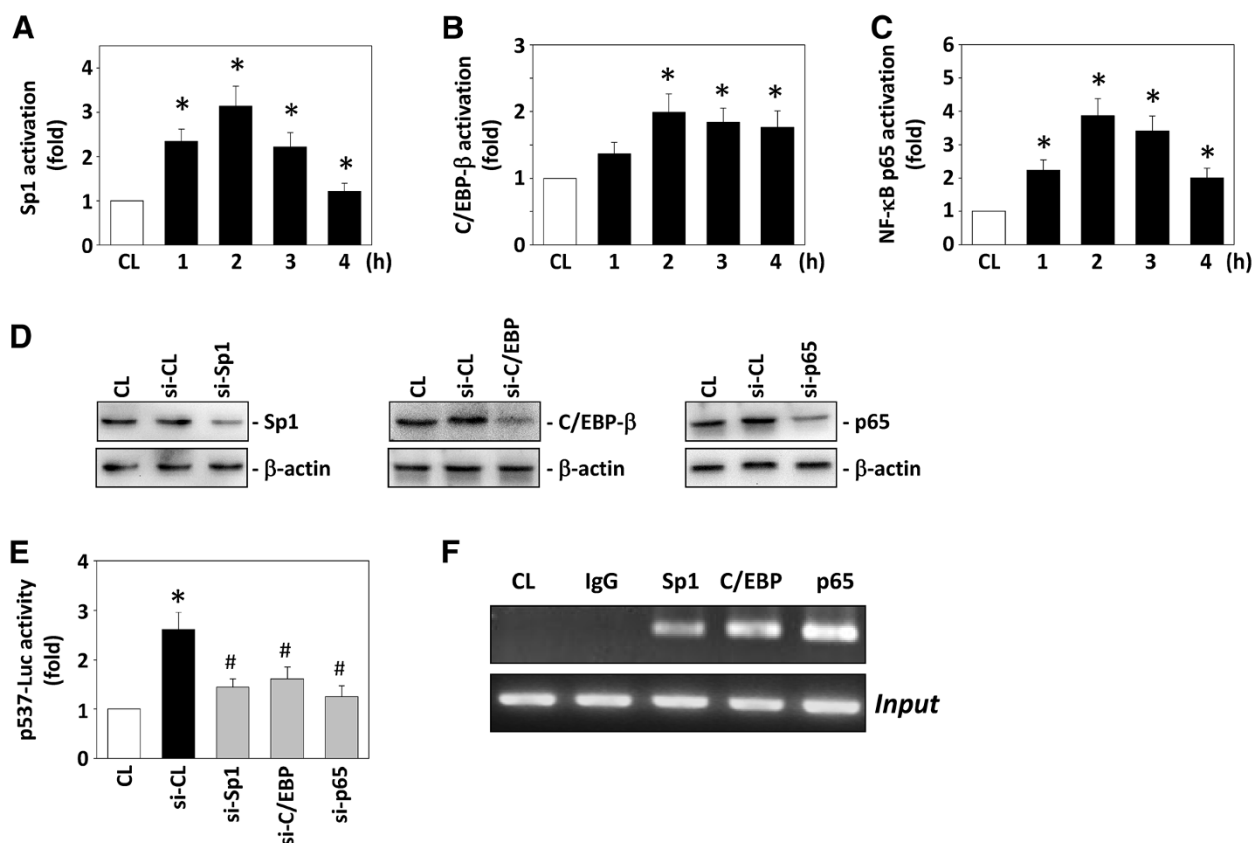 A
Sp1 activation
(fold)
4
3
2
1
0
* * * *
CL 1 2 3 4 (h)
B
C/EBP-β activation
(fold)
3
2
1
0
* * *
CL 1 2 3 4 (h)
C
NF-κB p65 activation
(fold)
6
5
4
3
2
1
0
* * * *
CL 1 2 3 4 (h)
D
CL si-CL si-Sp1
- Sp1
- β-actin
CL si-CL si-C/EBP
- C/EBP-β
- β-actin
CL si-CL si-p65
- p65
- β-actin
E
p537-Luc activity
(fold)
4
3
2
1
0
* # # #
CL si-CL si-Sp1 si-C/EBP si-p65
F
CL IgG Sp1 C/EBP p65
Input